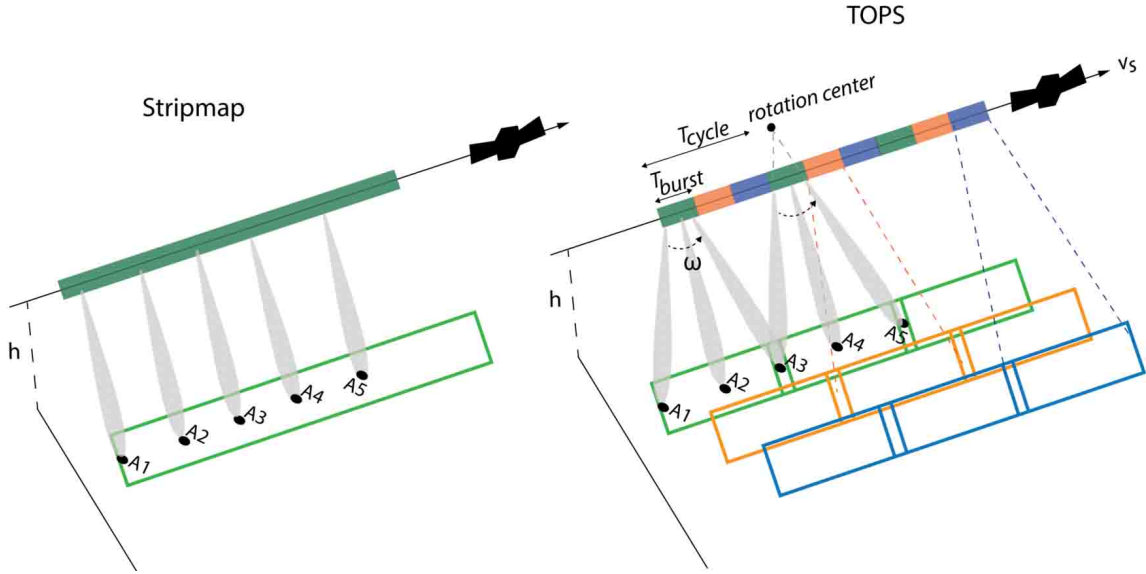 Stripmap
h
A1
A2
A3
A4
A5
TOPS
vs
rotation center
Tcycle
Tburst
ω
h
A1
A2
A3
A4
A5